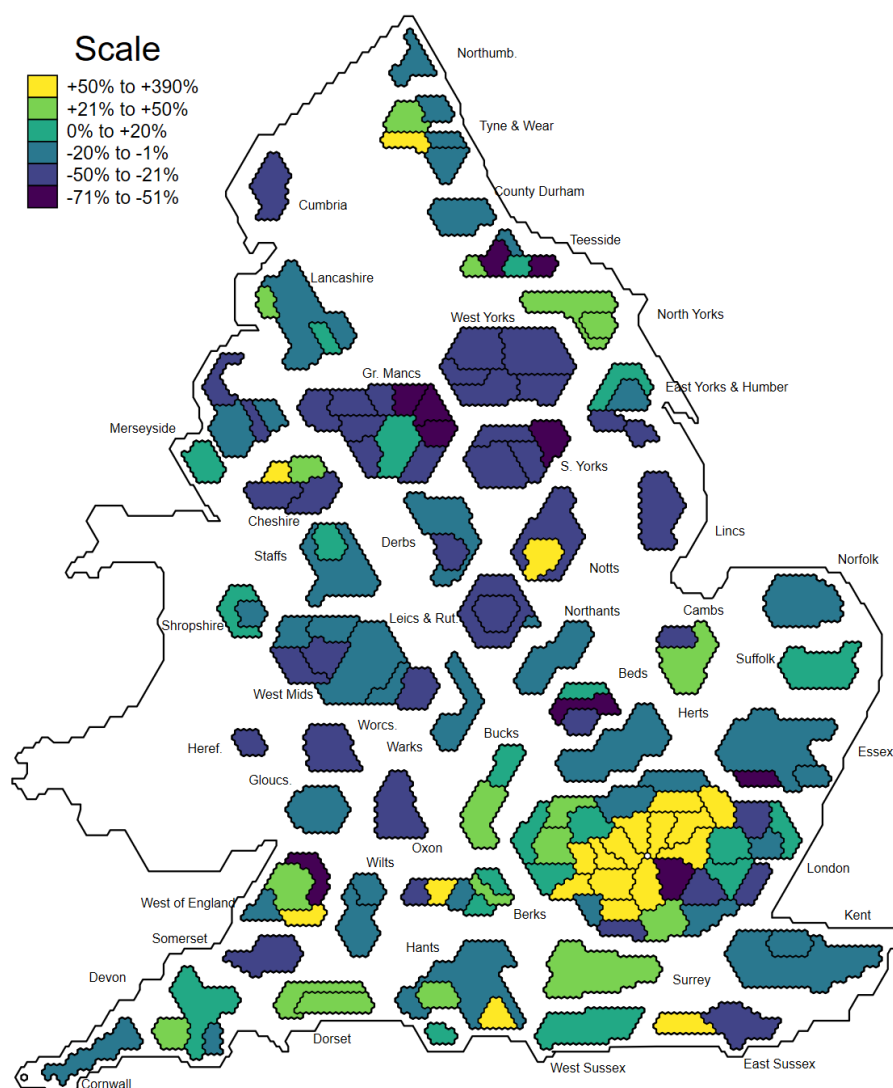 Scale
+50% to +390%
+21% to +50%
0% to +20%
-20% to -1%
-50% to -21%
-71% to -51%
Northumb.
Tyne & Wear
County Durham
Cumbria
Teesside
Lancashire
North Yorks
West Yorks
Gr. Mancs
East Yorks & Humber
Merseyside
S. Yorks
Cheshire
Lincs
Staffs
Derbs
Notts
Norfolk
Shropshire
Leics & Rut.
Northants
Cambs
Suffolk
Beds
West Mids
Herts
Worcs.
Warks
Bucks
Heref.
Essex
Gloucs.
Oxon
Wilts
London
West of England
Berks
Kent
Somerset
Hants
Devon
Surrey
Dorset
West Sussex
East Sussex
Cornwall